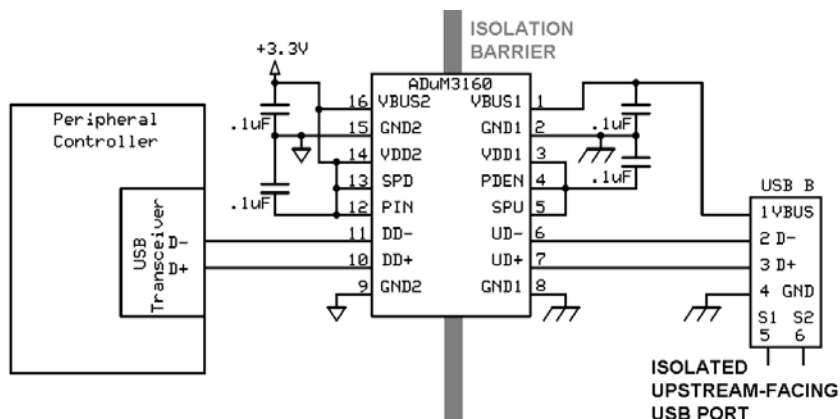 ISOLATION
BARRIER
+3.3V
ADuM3160
Peripheral
Controller
.1uF
.1uF
16 VBUS2 VBUS1 1
15 GND2 GND1 2
14 VDD2 VDD1 3
13 SPD PDEN 4
12 PIN SPU 5
11 DD- UD- 6
10 DD+ UD+ 7
9 GND2 GND1 8
.1uF
.1uF
USB
Transceiver
D-
D+
USB B
1 VBUS
2 D-
3 D+
4 GND
S1 S2
5 6
ISOLATED
UPSTREAM-FACING
USB PORT